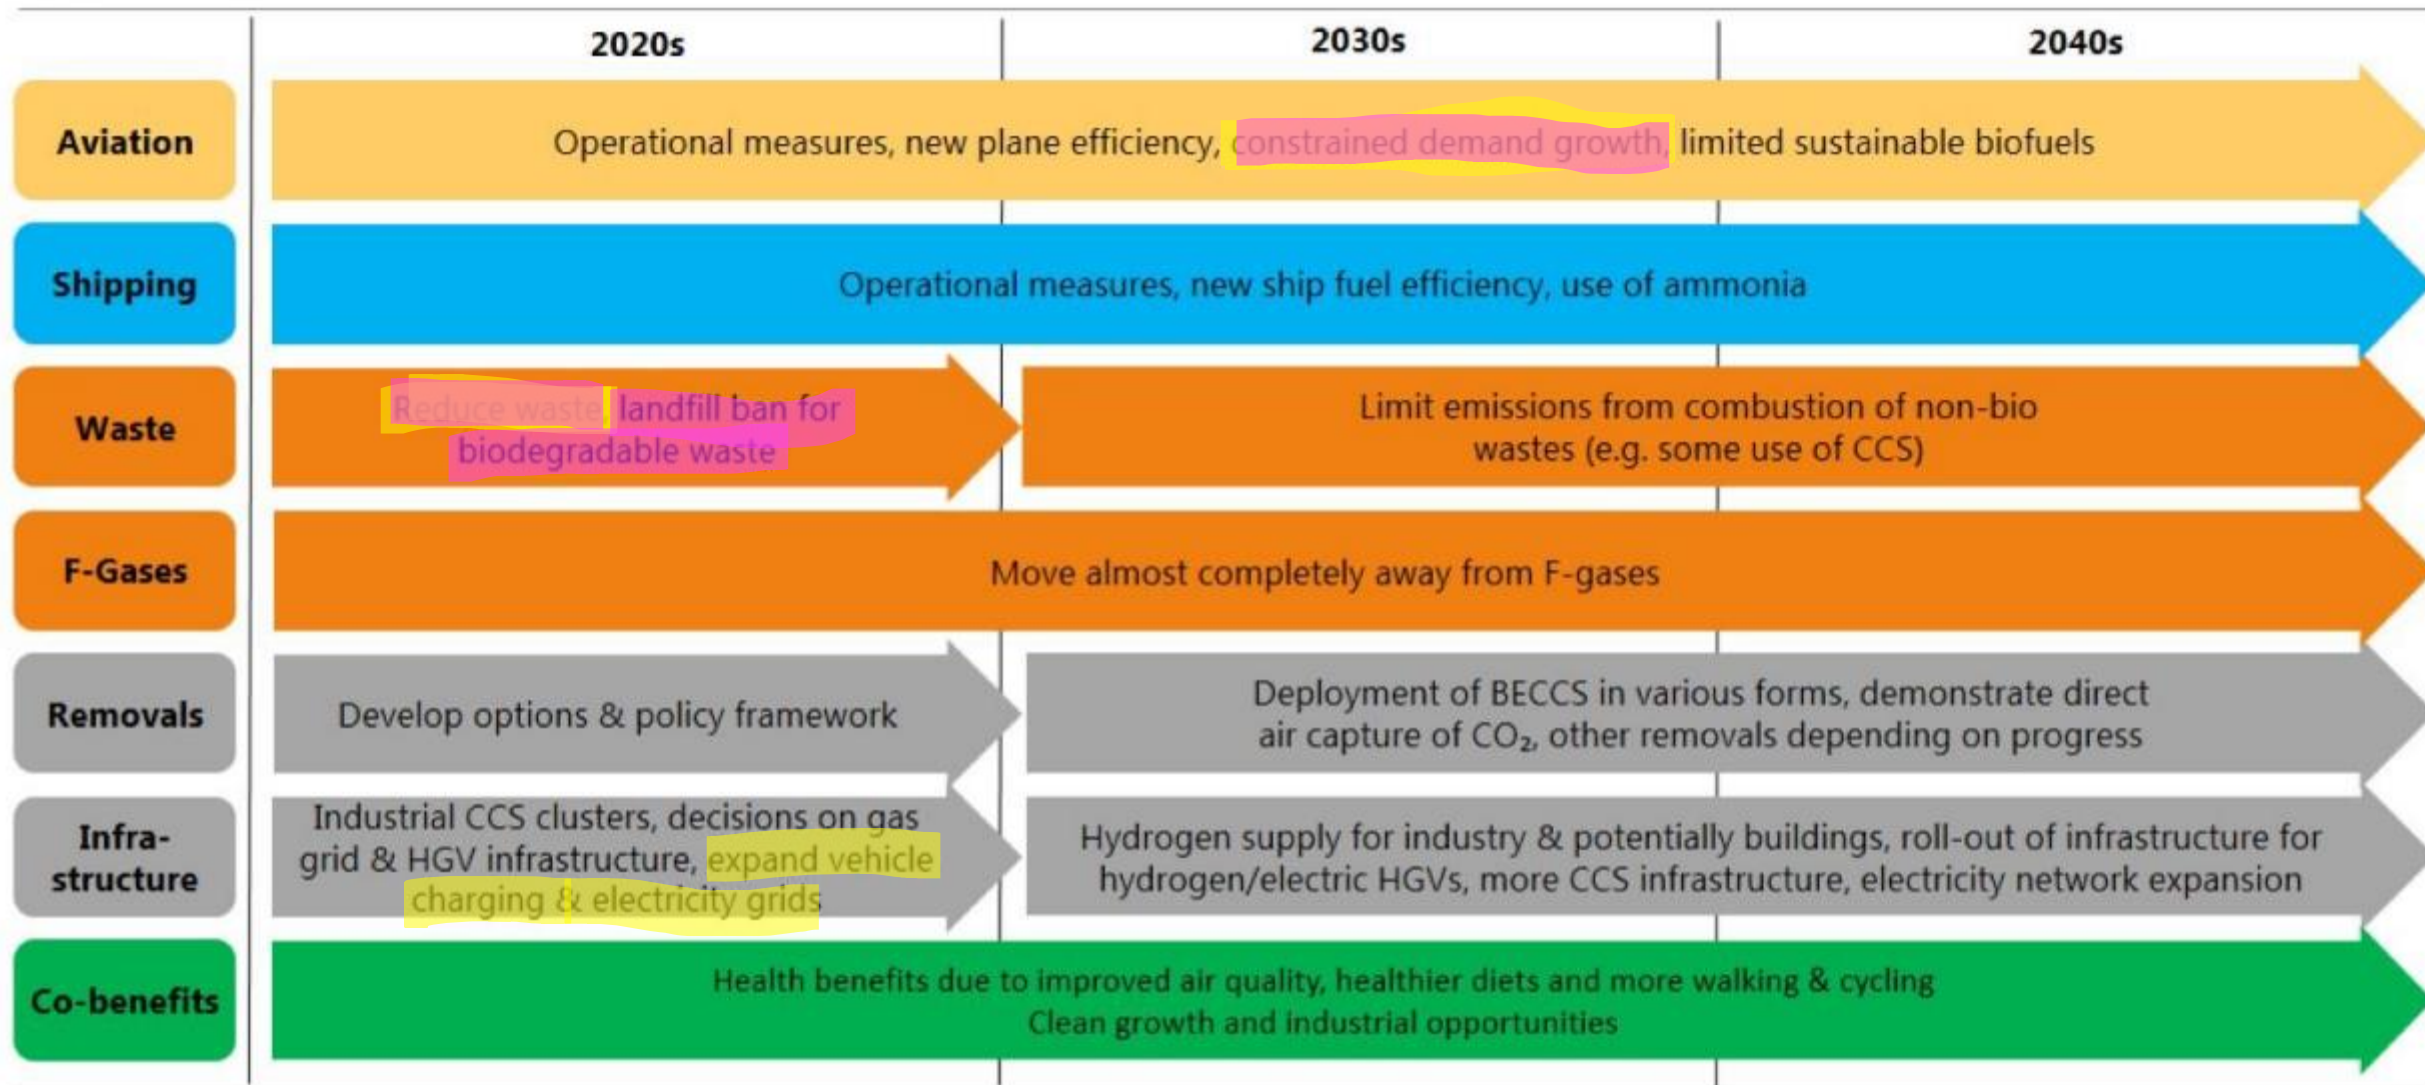 2020s
2030s
2040s
Aviation
Operational measures, new plane efficiency, constrained demand growth, limited sustainable biofuels
Shipping
Operational measures, new ship fuel efficiency, use of ammonia
Waste
Reduce waste, landfill ban for
biodegradable waste
Limit emissions from combustion of non-bio
wastes (e.g. some use of CCS)
F-Gases
Move almost completely away from F-gases
Removals
Develop options & policy framework
Deployment of BECCS in various forms, demonstrate direct
air capture of CO₂, other removals depending on progress
Infra-
structure
Industrial CCS clusters, decisions on gas
grid & HGV infrastructure, expand vehicle
charging & electricity grids
Hydrogen supply for industry & potentially buildings, roll-out of infrastructure for
hydrogen/electric HGVs, more CCS infrastructure, electricity network expansion
Co-benefits
Health benefits due to improved air quality, healthier diets and more walking & cycling
Clean growth and industrial opportunities